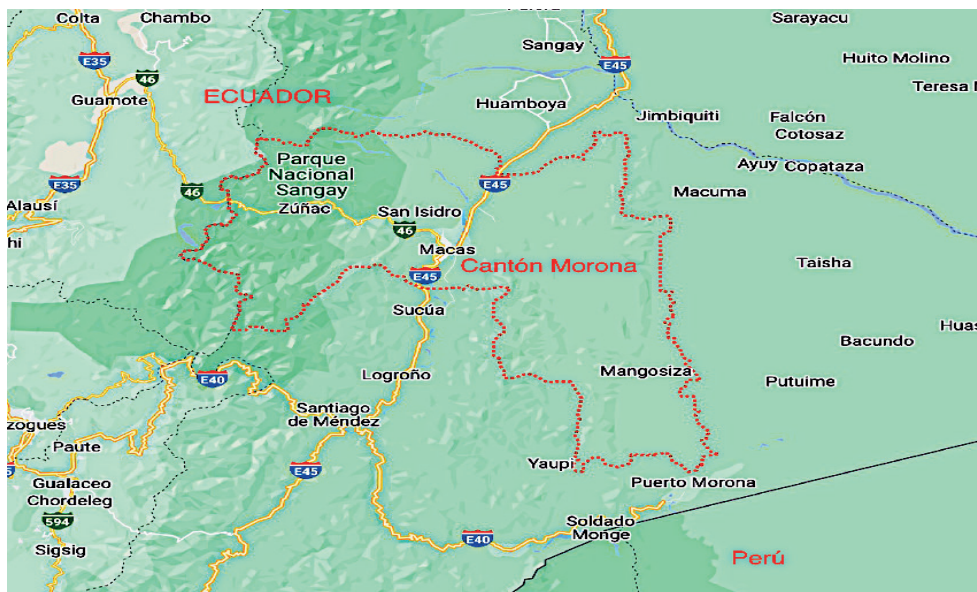 Colta
Chambo
Sarayacu
Sangay
E35
46
E45
Huito Molino
Teresa
Guamote
ECUADOR
Huamboya
Jimbiquiti
Falcón
Cotosaz
Parque
Nacional
Sangay
Ayuy
Copataza
E35
46
E45
Macuma
Alausí
Zúñac
San Isidro
46
hi
Macas
E45
Cantón Morona
Taisha
Sucúa
Huas
Bacundo
Logroño
Mangosiza
Putuime
E40
Santiago
de Méndez
zogues
Paute
E45
Yaupi
Gualaceo
Puerto Morona
Chordeleg
594
Soldado
Monge
E40
Sigsig
Perú